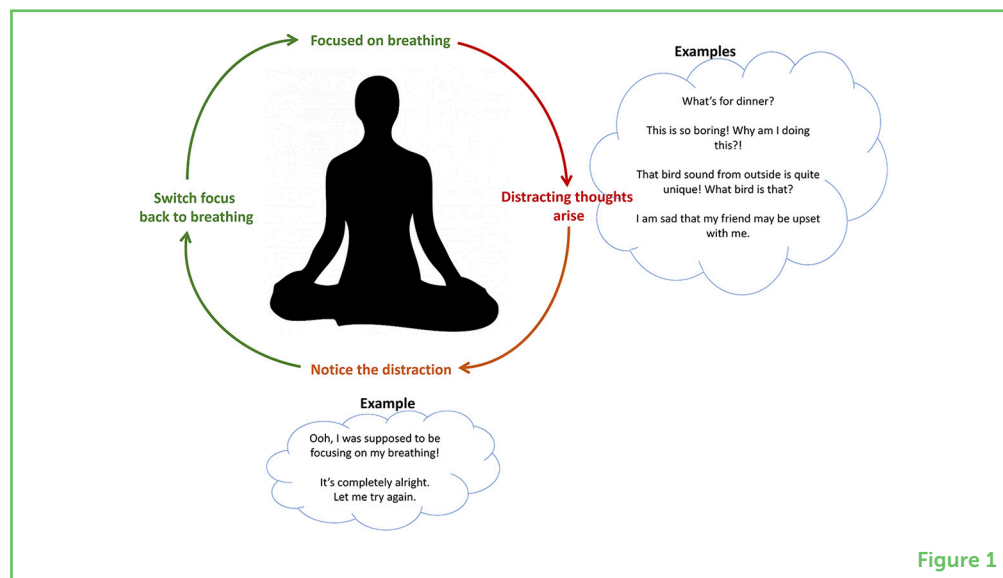 Focused on breathing
Examples
What's for dinner?
This is so boring! Why am I doing
this?!
That bird sound from outside is quite
unique! What bird is that?
I am sad that my friend may be upset
with me.
Distracting thoughts
arise
Switch focus
back to breathing
Notice the distraction
Example
Ooh, I was supposed to be
focusing on my breathing!
It's completely alright.
Let me try again.
Figure 1